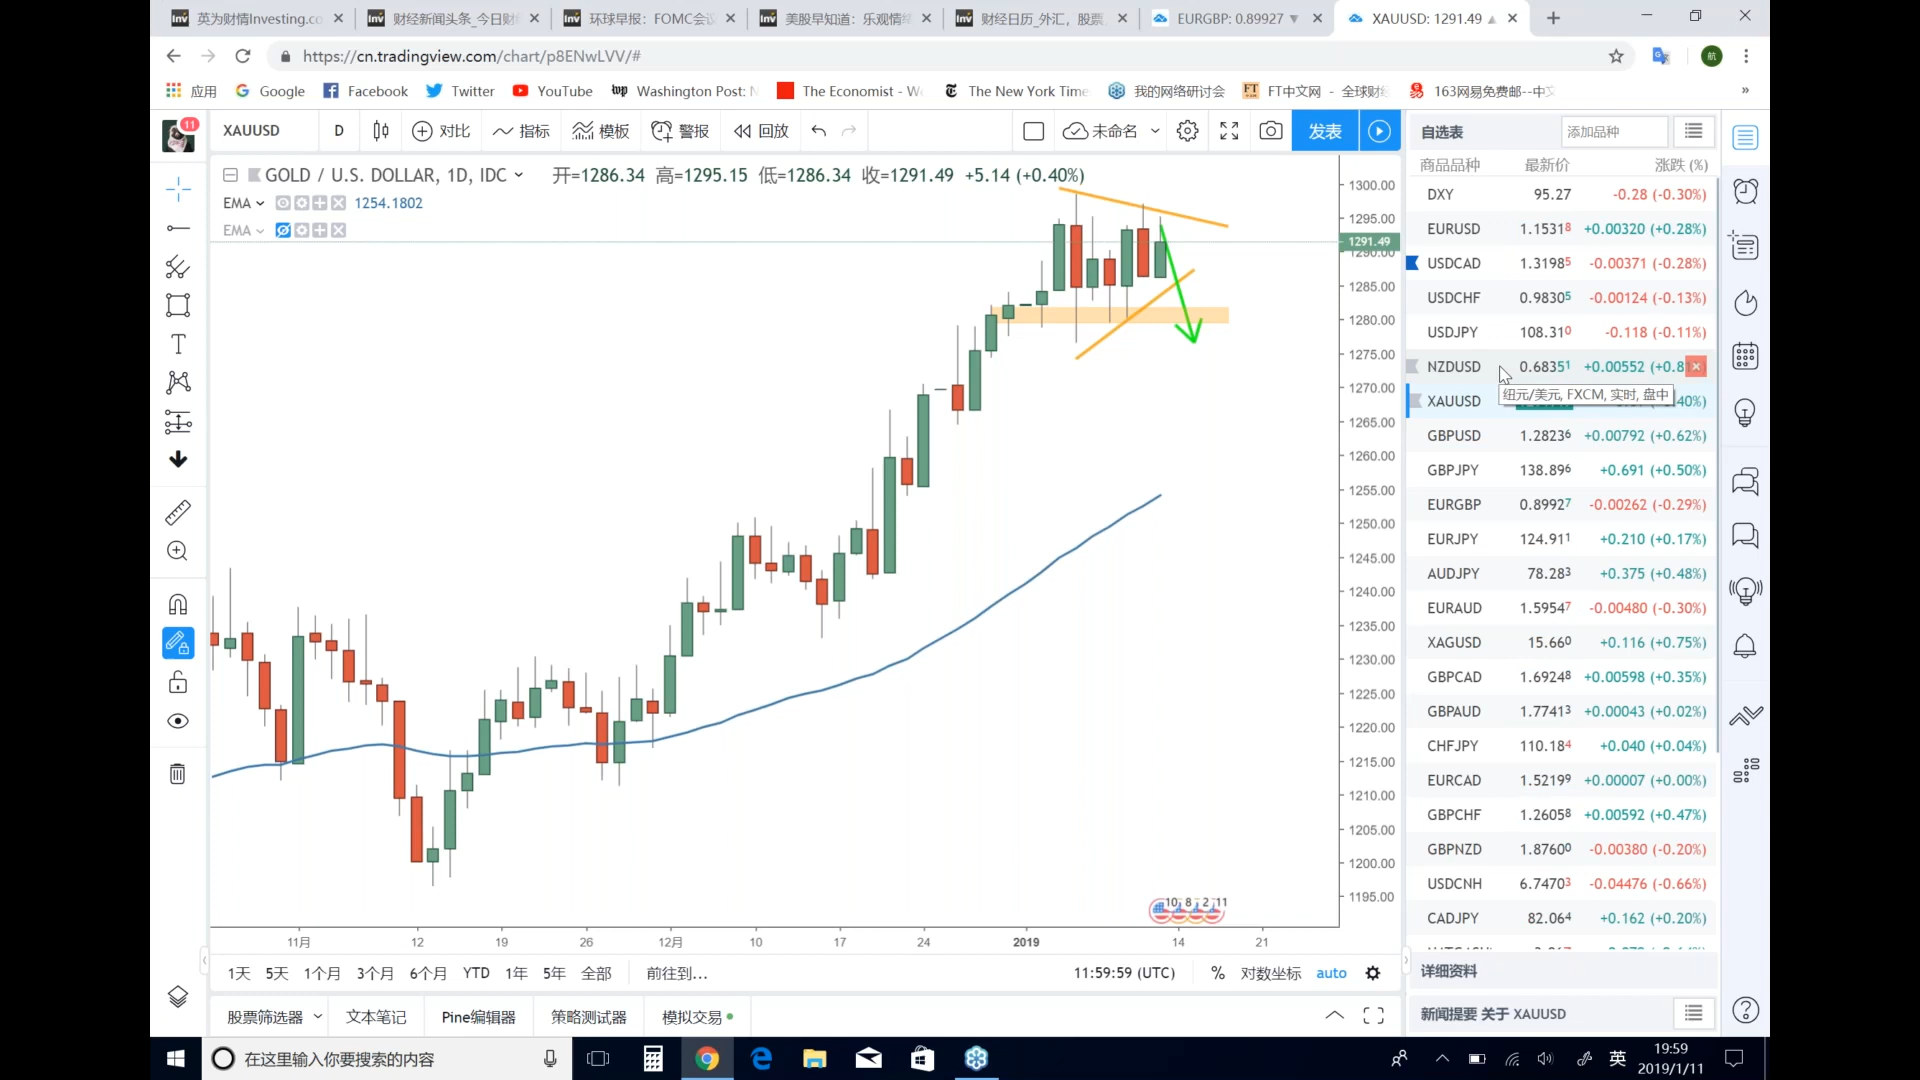 英为财情Investing.co
财经新闻头条_今日财
环球早报：FOMC会议
美股早知道：乐观情绪
财经日历_外汇，股票
EURGBP: 0.89927
XAUUSD: 1291.49
https://cn.tradingview.com/chart/p8ENwLVV/#
航
应用
Google
Facebook
Twitter
YouTube
Washington Post:
The Economist - W
The New York Time
我的网络研讨会
FT中文网 - 全球财经
163网易免费邮--中文
11
XAUUSD
D
对比
指标
模板
警报
回放
未命名
发表
GOLD / U.S. DOLLAR, 1D, IDC
开=1286.34 高=1295.15 低=1286.34 收=1291.49 +5.14 (+0.40%)
EMA
1254.1802
EMA
1300.00
1295.00
1291.49
1290.00
1285.00
1280.00
1275.00
1270.00
1265.00
1260.00
1255.00
1250.00
1245.00
1240.00
1235.00
1230.00
1225.00
1220.00
1215.00
1210.00
1205.00
1200.00
1195.00
10 8 2 11
11月 12 19 26 12月 10 17 24 2019 14 21
1天 5天 1个月 3个月 6个月 YTD 1年 5年 全部 前往到...
11:59:59 (UTC) % 对数坐标 auto
股票筛选器 文本笔记 Pine编辑器 策略测试器 模拟交易
自选表
添加品种
商品品种 最新价 涨跌 (%)
DXY 95.27 -0.28 (-0.30%)
EURUSD 1.15318 +0.00320 (+0.28%)
USDCAD 1.31985 -0.00371 (-0.28%)
USDCHF 0.98305 -0.00124 (-0.13%)
USDJPY 108.310 -0.118 (-0.11%)
NZDUSD 0.68351 +0.00552 (+0.8
纽元/美元, FXCM, 实时, 盘中
XAUUSD 40%)
GBPUSD 1.28236 +0.00792 (+0.62%)
GBPJPY 138.896 +0.691 (+0.50%)
EURGBP 0.89927 -0.00262 (-0.29%)
EURJPY 124.911 +0.210 (+0.17%)
AUDJPY 78.283 +0.375 (+0.48%)
EURAUD 1.59547 -0.00480 (-0.30%)
XAGUSD 15.660 +0.116 (+0.75%)
GBPCAD 1.69248 +0.00598 (+0.35%)
GBPAUD 1.77413 +0.00043 (+0.02%)
CHFJPY 110.184 +0.040 (+0.04%)
EURCAD 1.52199 +0.00007 (+0.00%)
GBPCHF 1.26058 +0.00592 (+0.47%)
GBPNZD 1.87600 -0.00380 (-0.20%)
USDCNH 6.74703 -0.04476 (-0.66%)
CADJPY 82.064 +0.162 (+0.20%)
详细资料
新闻提要 关于 XAUUSD
在这里输入你要搜索的内容
英
19:59
2019/1/11